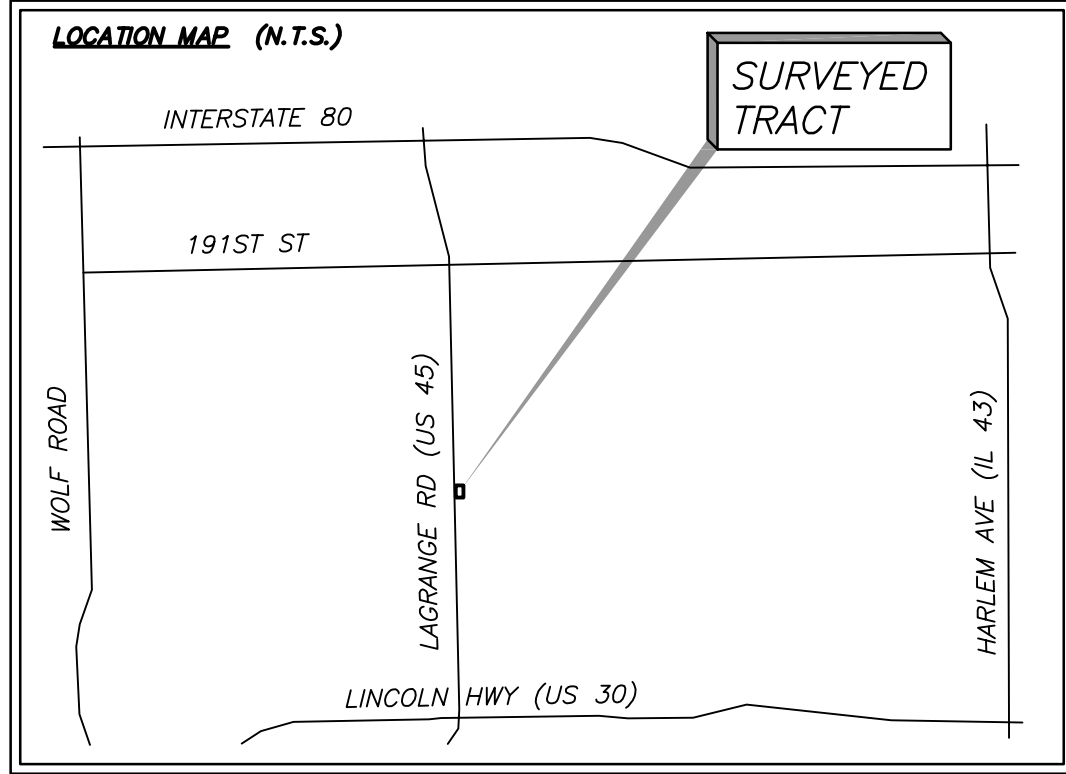 LOCATION MAP (N.T.S.)
SURVEYED
TRACT
INTERSTATE 80
191ST ST
WOLF ROAD
LAGRANGE RD (US 45)
HARLEM AVE (IL 43)
LINCOLN HWY (US 30)